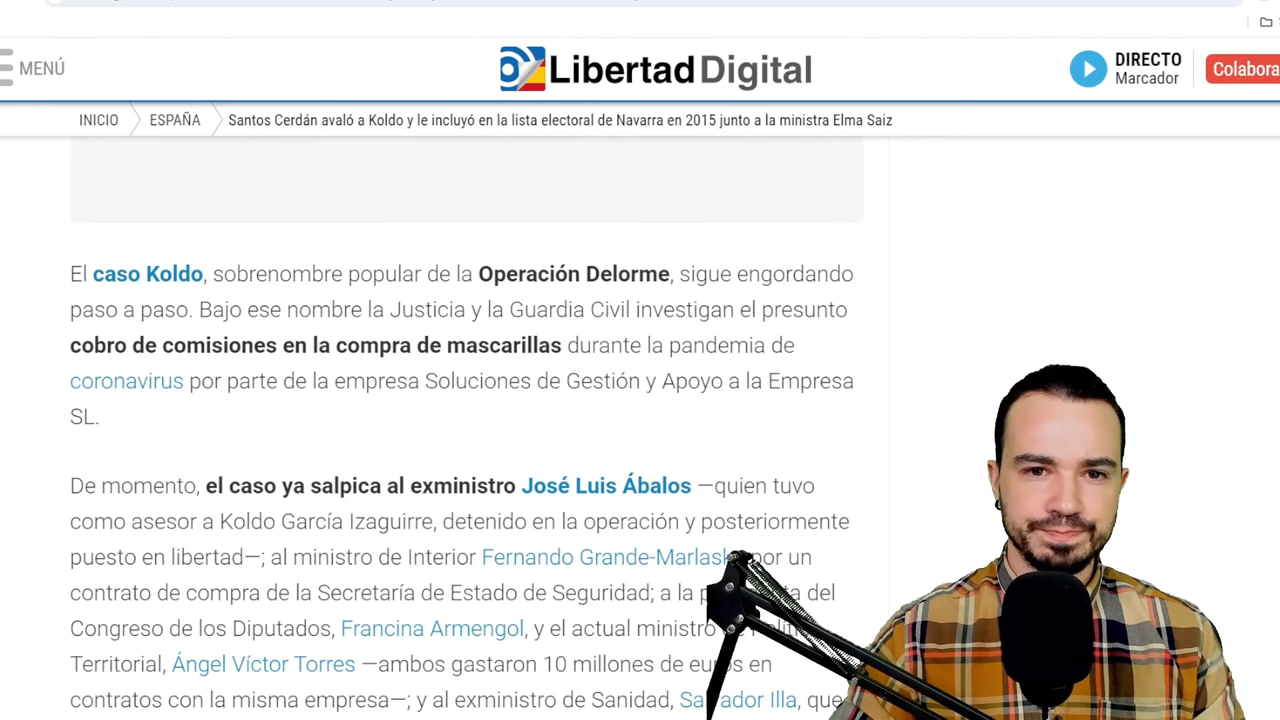 MENÚ
Libertad Digital
DIRECTO
Marcador
Colabora
INICIO
ESPAÑA
Santos Cerdán avaló a Koldo y le incluyó en la lista electoral de Navarra en 2015 junto a la ministra Elma Saiz
El caso Koldo, sobrenombre popular de la Operación Delorme, sigue engordando
paso a paso. Bajo ese nombre la Justicia y la Guardia Civil investigan el presunto
cobro de comisiones en la compra de mascarillas durante la pandemia de
coronavirus por parte de la empresa Soluciones de Gestión y Apoyo a la Empresa
SL.
De momento, el caso ya salpica al exministro José Luis Ábalos —quien tuvo
como asesor a Koldo García Izaguirre, detenido en la operación y posteriormente
puesto en libertad—; al ministro de Interior Fernando Grande-Marlaska por un
contrato de compra de la Secretaría de Estado de Seguridad; a la del
Congreso de los Diputados, Francina Armengol, y el actual ministro
Territorial, Ángel Víctor Torres —ambos gastaron 10 millones de euros en
contratos con la misma empresa—; y al exministro de Sanidad, Salvador Illa, que